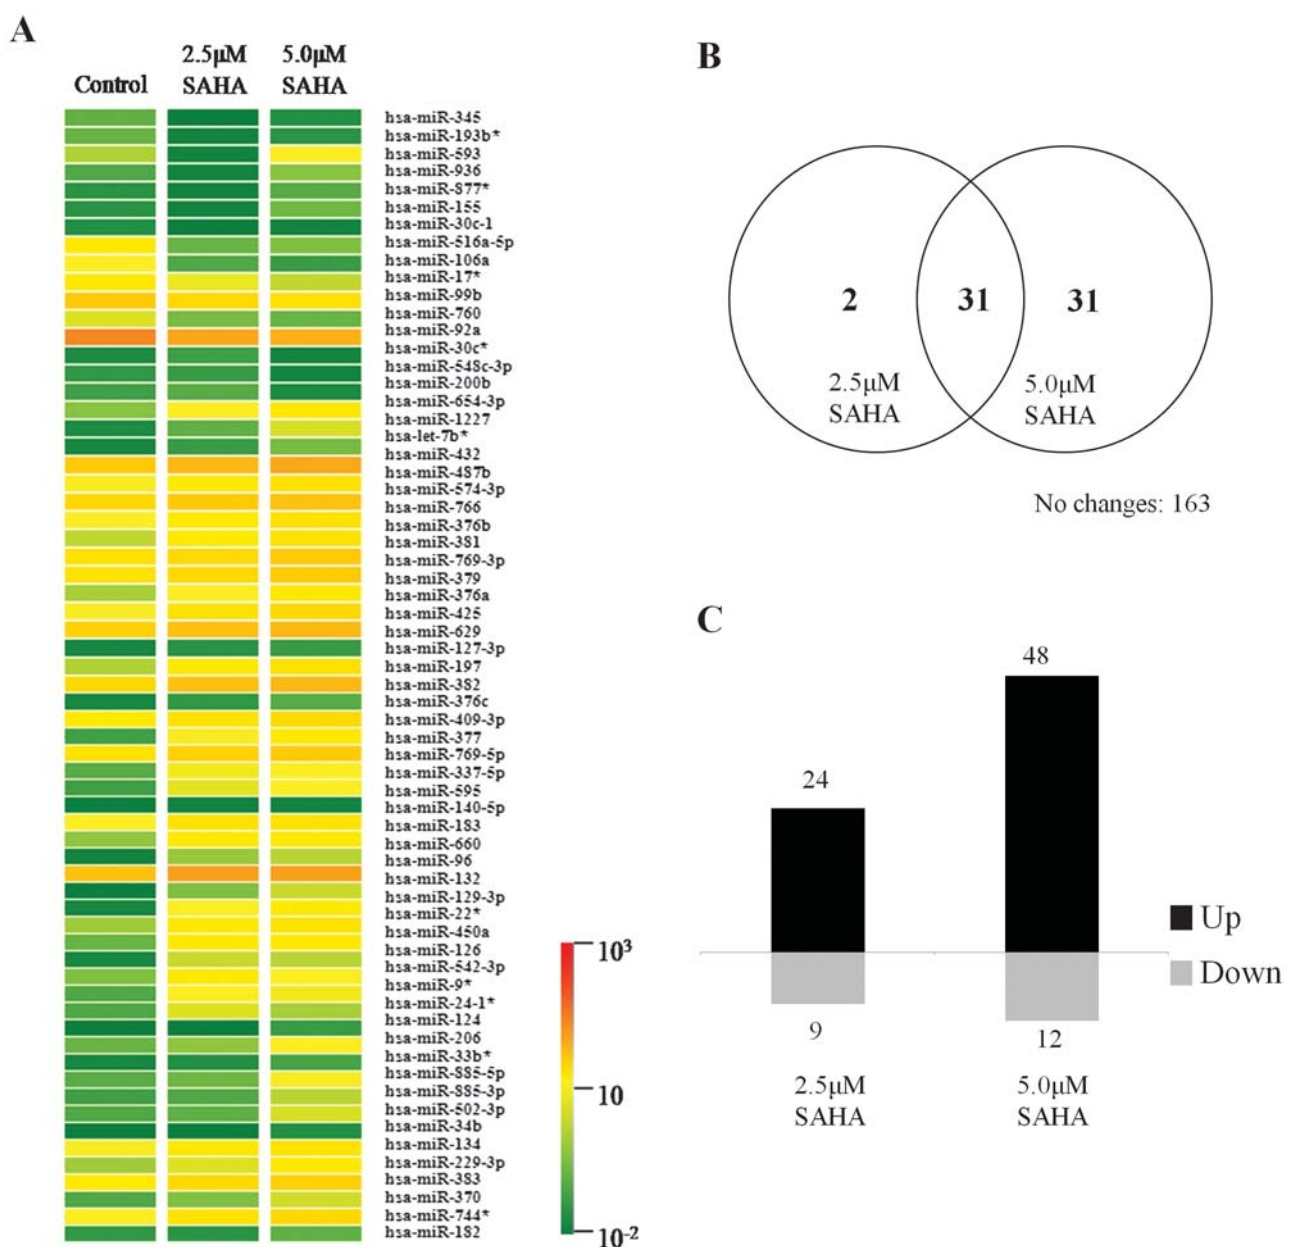 A
Control
2.5μM
SAHA
5.0μM
SAHA
hsa-miR-345
hsa-miR-193b*
hsa-miR-593
hsa-miR-936
hsa-miR-877*
hsa-miR-155
hsa-miR-30c-1
hsa-miR-516a-5p
hsa-miR-106a
hsa-miR-17*
hsa-miR-99b
hsa-miR-760
hsa-miR-92a
hsa-miR-30c*
hsa-miR-548c-3p
hsa-miR-200b
hsa-miR-654-3p
hsa-miR-1227
hsa-let-7b*
hsa-miR-432
hsa-miR-487b
hsa-miR-574-3p
hsa-miR-766
hsa-miR-376b
hsa-miR-381
hsa-miR-769-3p
hsa-miR-379
hsa-miR-376a
hsa-miR-425
hsa-miR-629
hsa-miR-127-3p
hsa-miR-197
hsa-miR-382
hsa-miR-376c
hsa-miR-409-3p
hsa-miR-377
hsa-miR-769-5p
hsa-miR-337-5p
hsa-miR-595
hsa-miR-140-5p
hsa-miR-183
hsa-miR-660
hsa-miR-96
hsa-miR-132
hsa-miR-129-3p
hsa-miR-22*
hsa-miR-450a
hsa-miR-126
hsa-miR-542-3p
hsa-miR-9*
hsa-miR-24-1*
hsa-miR-124
hsa-miR-206
hsa-miR-33b*
hsa-miR-885-5p
hsa-miR-885-3p
hsa-miR-502-3p
hsa-miR-34b
hsa-miR-134
hsa-miR-229-3p
hsa-miR-383
hsa-miR-370
hsa-miR-744*
hsa-miR-182
10³
10
10⁻²
B
2
31
31
2.5μM
SAHA
5.0μM
SAHA
No changes: 163
C
24
48
9
12
2.5μM
SAHA
5.0μM
SAHA
Up
Down